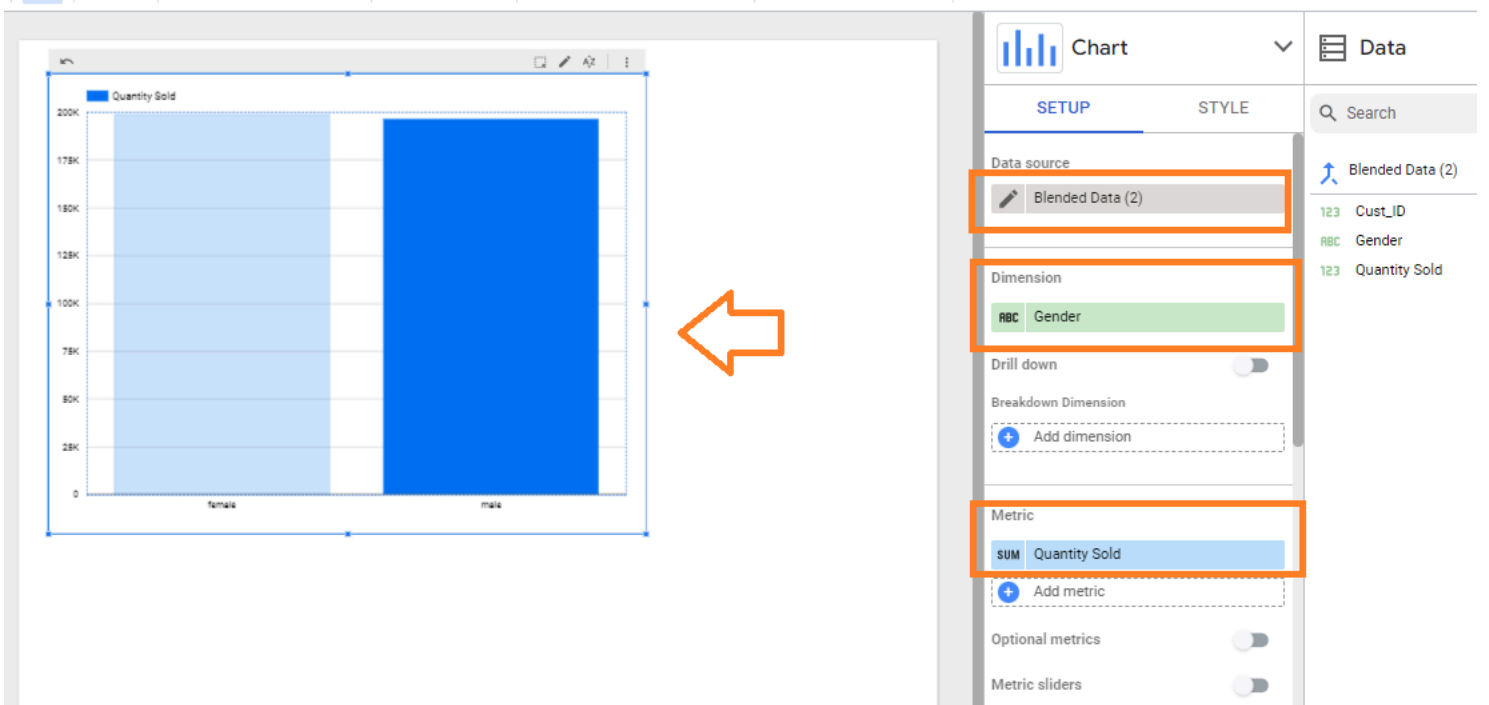 Quantity Sold
200K
175K
150K
125K
100K
75K
50K
25K
0
female
male
Chart
SETUP
STYLE
Data source
Blended Data (2)
Dimension
ABC Gender
Drill down
Breakdown Dimension
Add dimension
Metric
SUM Quantity Sold
Add metric
Optional metrics
Metric sliders
Data
Search
Blended Data (2)
123 Cust_ID
ABC Gender
123 Quantity Sold